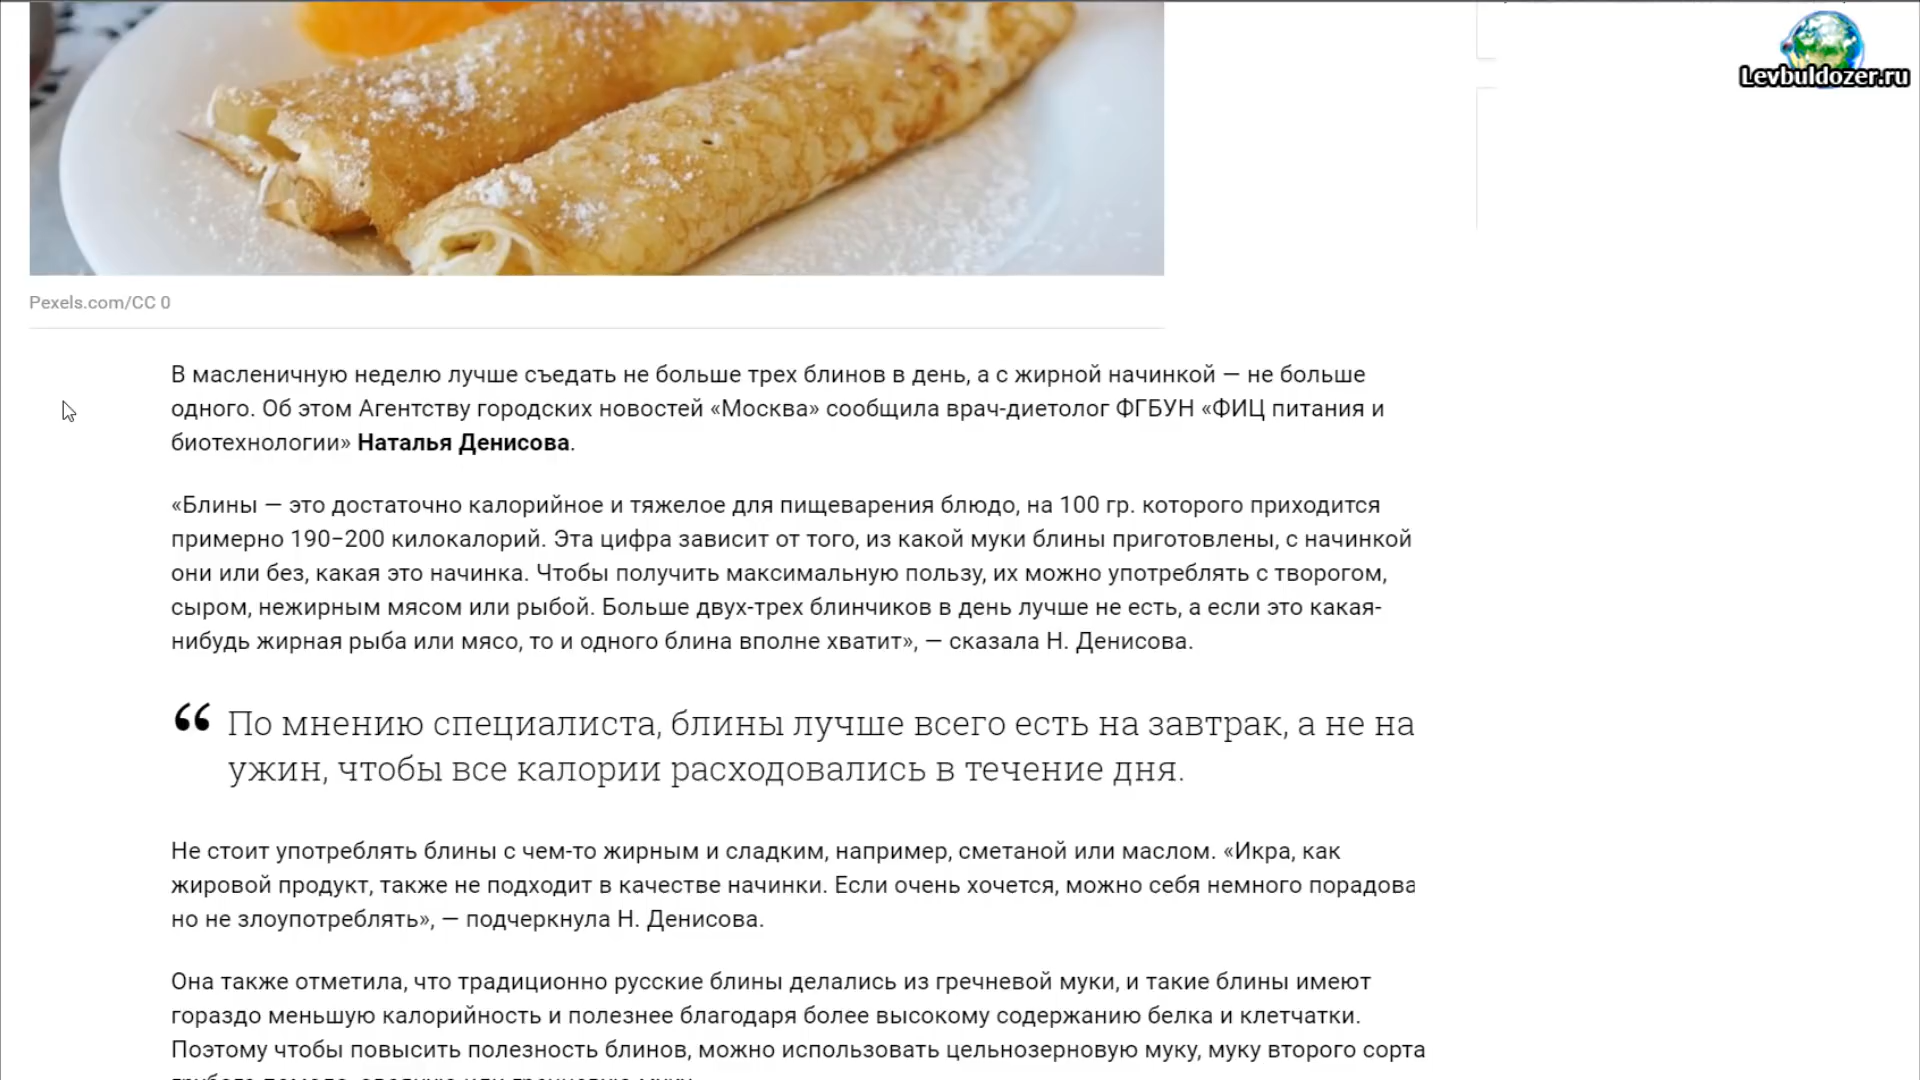 Levbuldozer.ru
Pexels.com/CC 0
В масленичную неделю лучше съедать не больше трех блинов в день, а с жирной начинкой — не больше
одного. Об этом Агентству городских новостей «Москва» сообщила врач-диетолог ФГБУН «ФИЦ питания и
биотехнологии» Наталья Денисова.
«Блины — это достаточно калорийное и тяжелое для пищеварения блюдо, на 100 гр. которого приходится
примерно 190–200 килокалорий. Эта цифра зависит от того, из какой муки блины приготовлены, с начинкой
они или без, какая это начинка. Чтобы получить максимальную пользу, их можно употреблять с творогом,
сыром, нежирным мясом или рыбой. Больше двух-трех блинчиков в день лучше не есть, а если это какая-
нибудь жирная рыба или мясо, то и одного блина вполне хватит», — сказала Н. Денисова.
“ По мнению специалиста, блины лучше всего есть на завтрак, а не на
ужин, чтобы все калории расходовались в течение дня.
Не стоит употреблять блины с чем-то жирным и сладким, например, сметаной или маслом. «Икра, как
жировой продукт, также не подходит в качестве начинки. Если очень хочется, можно себя немного порадова
но не злоупотреблять», — подчеркнула Н. Денисова.
Она также отметила, что традиционно русские блины делались из гречневой муки, и такие блины имеют
гораздо меньшую калорийность и полезнее благодаря более высокому содержанию белка и клетчатки.
Поэтому чтобы повысить полезность блинов, можно использовать цельнозерновую муку, муку второго сорта